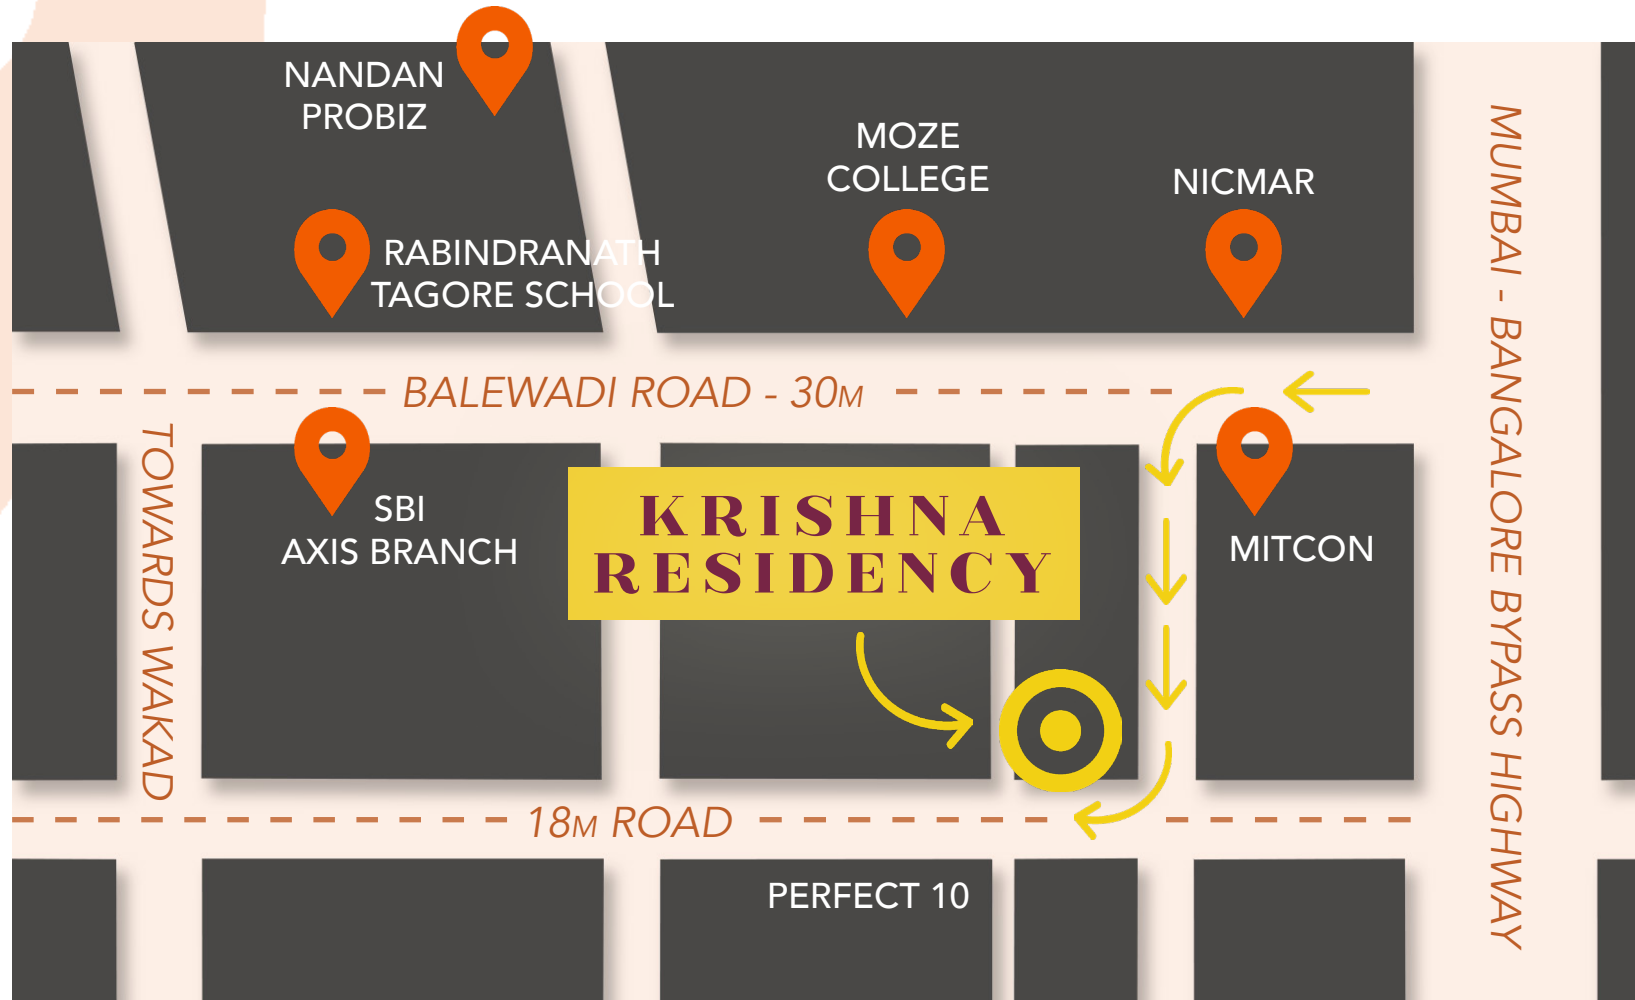 NANDAN
PROBIZ
MOZE
COLLEGE
NICMAR
RABINDRANATH
TAGORE SCHOOL
MUMBAI - BANGALORE BYPASS HIGHWAY
BALEWADI ROAD - 30M
TOWARDS WAKAD
SBI
AXIS BRANCH
KRISHNA
RESIDENCY
MITCON
18M ROAD
PERFECT 10